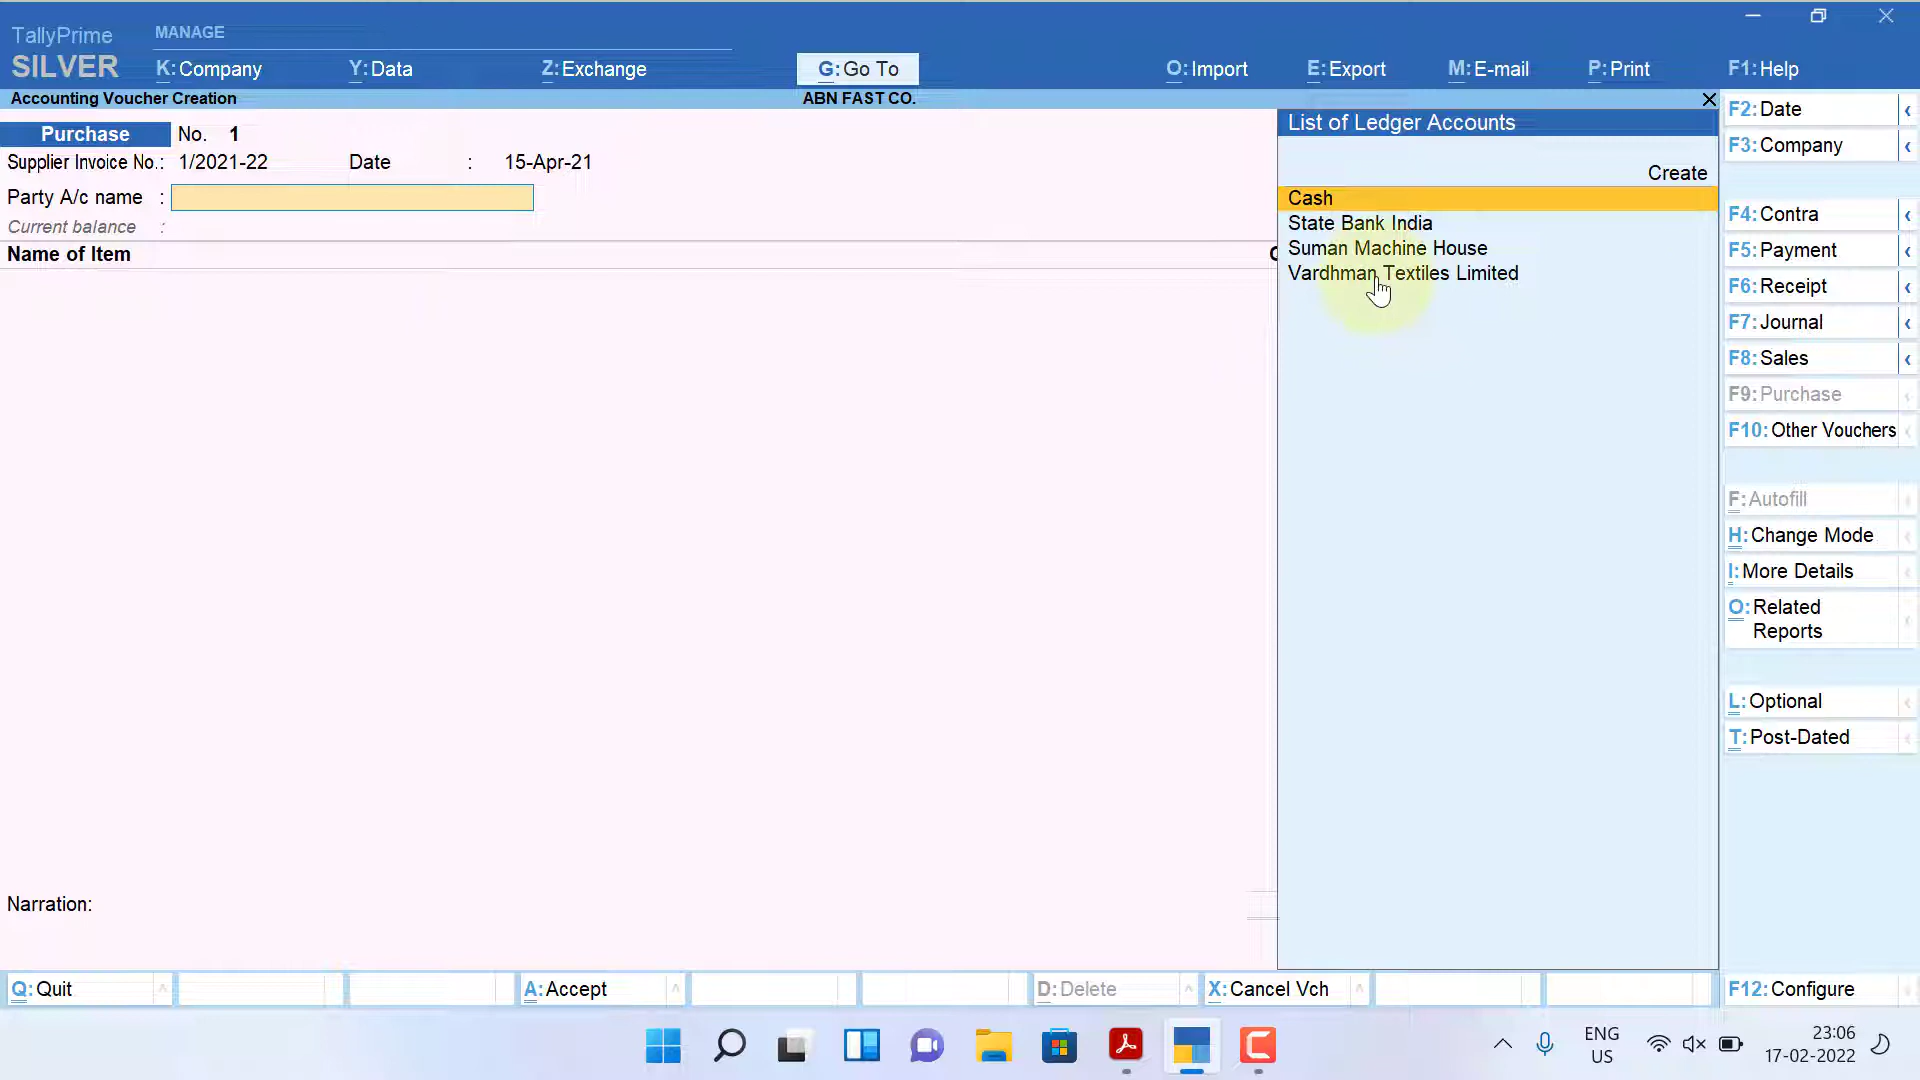 TallyPrime
SILVER
MANAGE
K:Company
Y:Data
Z:Exchange
G:Go To
O:Import
E:Export
M:E-mail
P:Print
F1:Help
Accounting Voucher Creation
ABN FAST CO.
Purchase No. 1
Supplier Invoice No.: 1/2021-22 Date : 15-Apr-21
Party A/c name :
Current balance :
Name of Item
Narration:
List of Ledger Accounts
Create
Cash
State Bank India
Suman Machine House
Vardhman Textiles Limited
F2:Date
F3:Company
F4:Contra
F5:Payment
F6:Receipt
F7:Journal
F8:Sales
F9:Purchase
F10:Other Vouchers
F:Autofill
H:Change Mode
I:More Details
O:Related
Reports
L:Optional
T:Post-Dated
Q:Quit
A:Accept
D:Delete
X:Cancel Vch
F12:Configure
ENG
US
23:06
17-02-2022